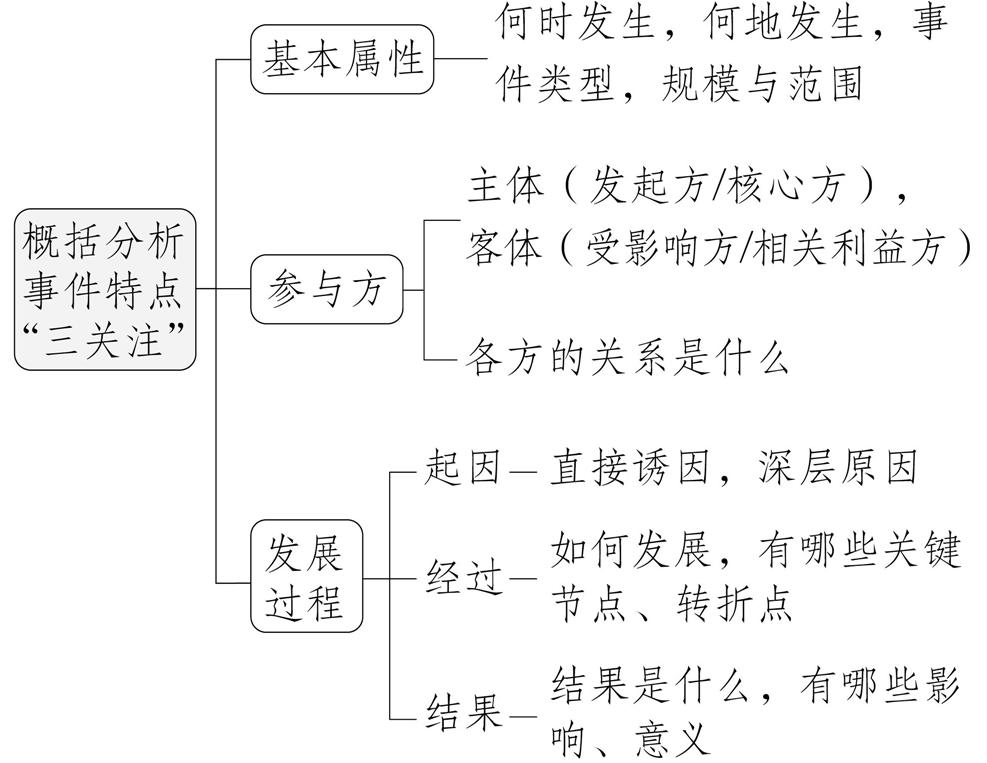 概括分析
事件特点
“三关注”
基本属性
何时发生，何地发生，事
件类型，规模与范围
参与方
主体（发起方/核心方），
客体（受影响方/相关利益方）
各方的关系是什么
发展
过程
起因
直接诱因，深层原因
经过
如何发展，有哪些关键
节点、转折点
结果
结果是什么，有哪些影
响、意义